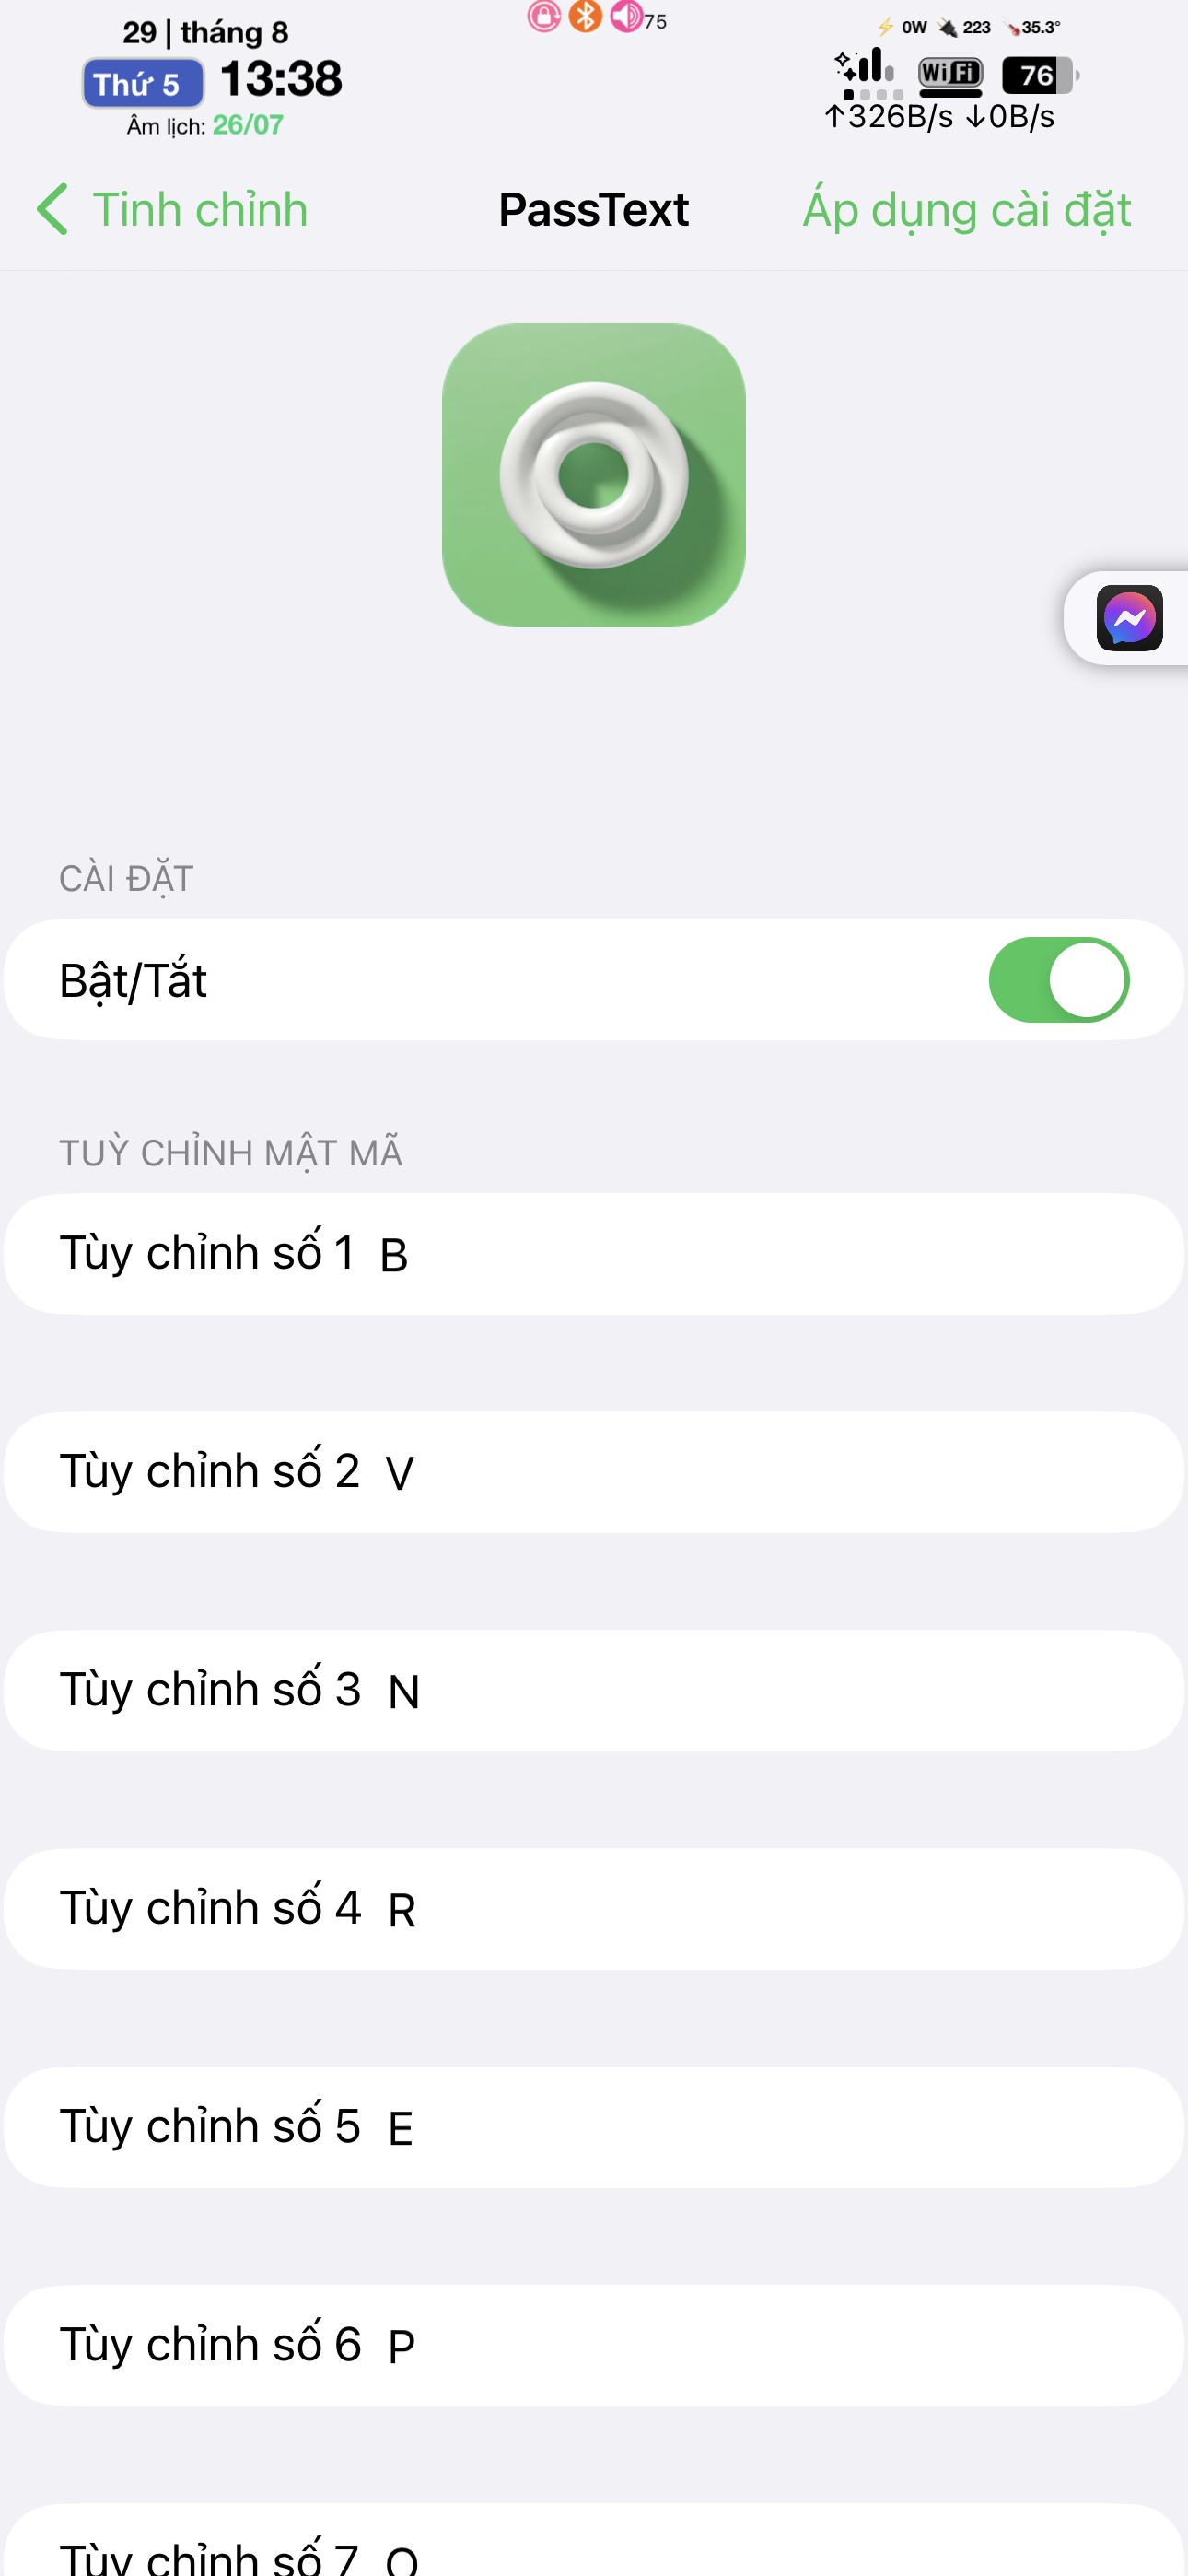 29 | tháng 8
Thứ 5 13:38
Âm lịch: 26/07
75
0W 223 35.3°
WiFi 76
↑326B/s ↓0B/s
Tinh chỉnh PassText Áp dụng cài đặt
CÀI ĐẶT
Bật/Tắt
TUỲ CHỈNH MẬT MÃ
Tùy chỉnh số 1 B
Tùy chỉnh số 2 V
Tùy chỉnh số 3 N
Tùy chỉnh số 4 R
Tùy chỉnh số 5 E
Tùy chỉnh số 6 P
Tùy chỉnh số 7